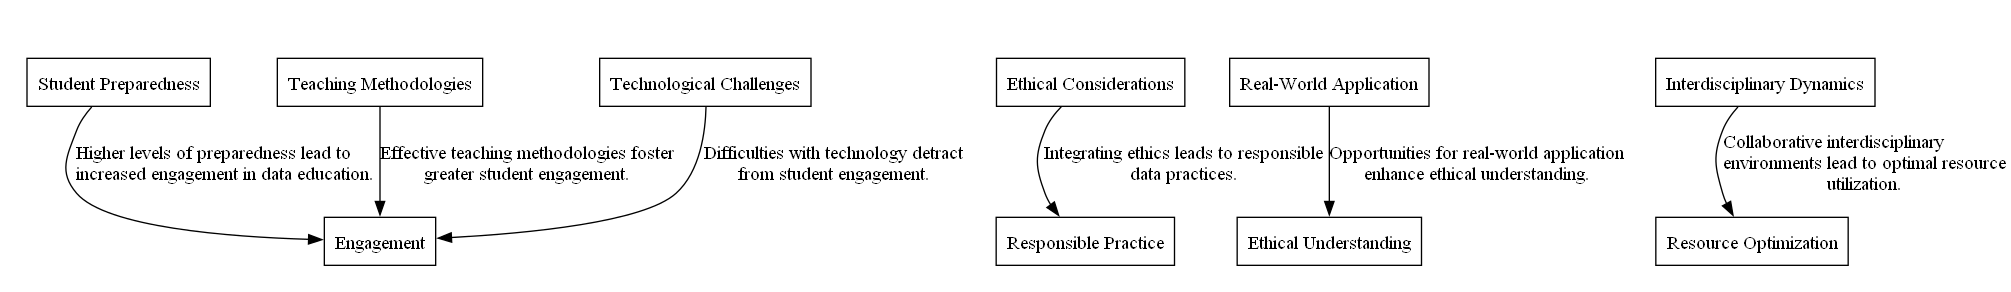 Student Preparedness
Teaching Methodologies
Technological Challenges
Ethical Considerations
Real-World Application
Interdisciplinary Dynamics
Higher levels of preparedness lead to
increased engagement in data education.
Effective teaching methodologies foster
greater student engagement.
Difficulties with technology detract
from student engagement.
Integrating ethics leads to responsible
data practices.
Opportunities for real-world application
enhance ethical understanding.
Collaborative interdisciplinary
environments lead to optimal resource
utilization.
Engagement
Responsible Practice
Ethical Understanding
Resource Optimization